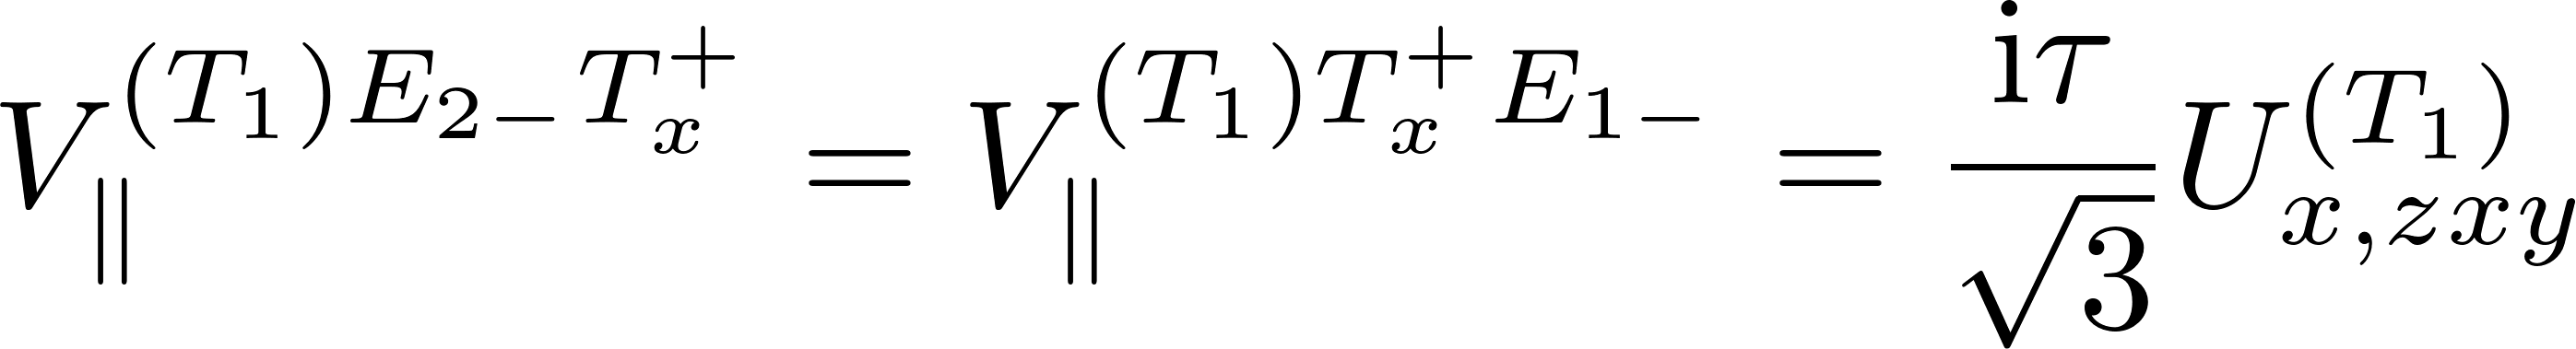 $V_{\parallel}^{(T_1)E_{2-}T_x^+} = V_{\parallel}^{(T_1)T_x^+E_{1-}} = \frac{\mathrm{i}\tau}{\sqrt{3}} U_{x,zxy}^{(T_1)}$